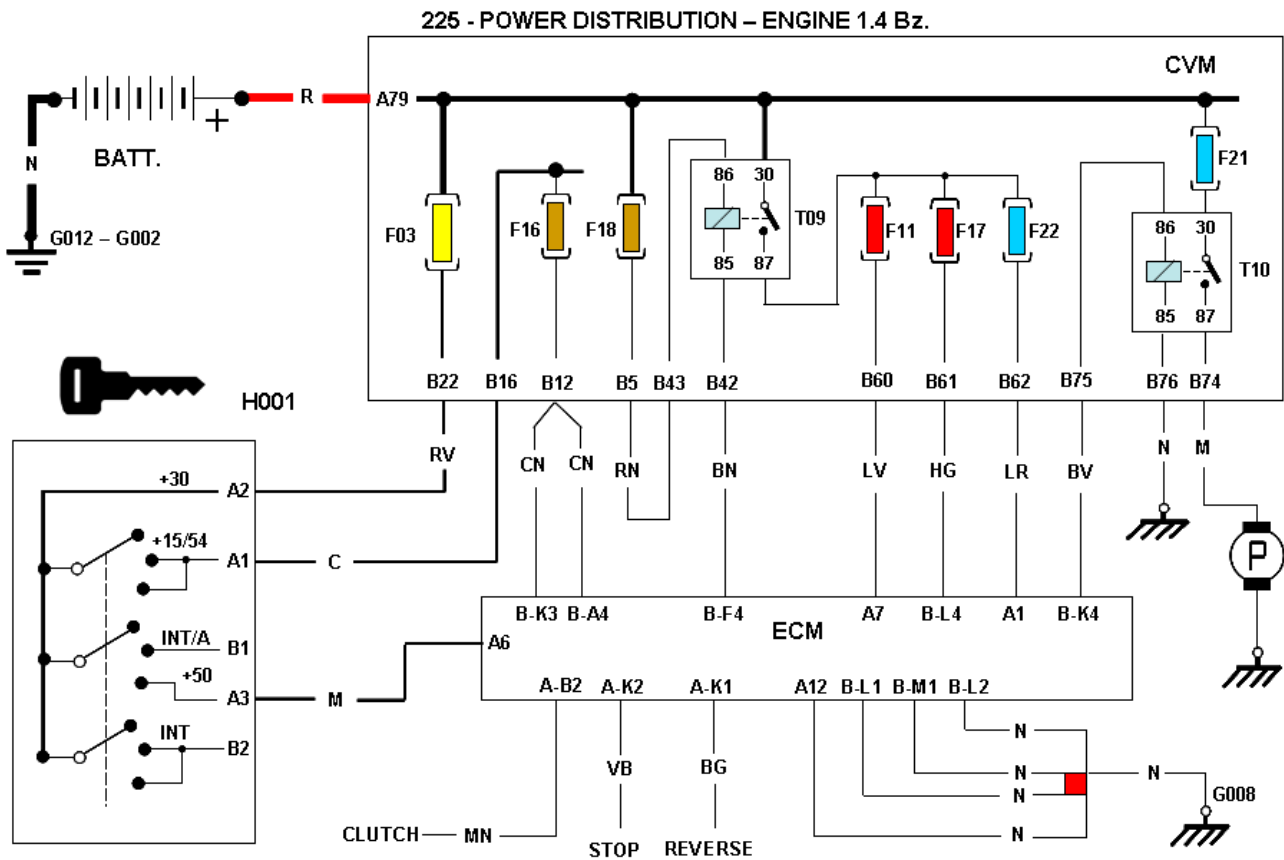 225 - POWER DISTRIBUTION – ENGINE 1.4 Bz.
CVM
R
A79
+
BATT.
N
G012 – G002
F03
F16
F18
86 30
85 87
T09
F11
F17
F22
F21
86 30
85 87
T10
B22
B16
B12
B5
B43
B42
B60
B61
B62
B75
B76
B74
H001
RV
CN
CN
RN
BN
LV
HG
LR
BV
N
M
P
+30
A2
+15/54
A1
C
INT/A
B1
+50
A3
M
INT
B2
B-K3
B-A4
B-F4
A7
B-L4
A1
B-K4
A6
ECM
A-B2
A-K2
A-K1
A12
B-L1
B-M1
B-L2
N
N
N
N
N
G008
VB
BG
CLUTCH
MN
STOP
REVERSE